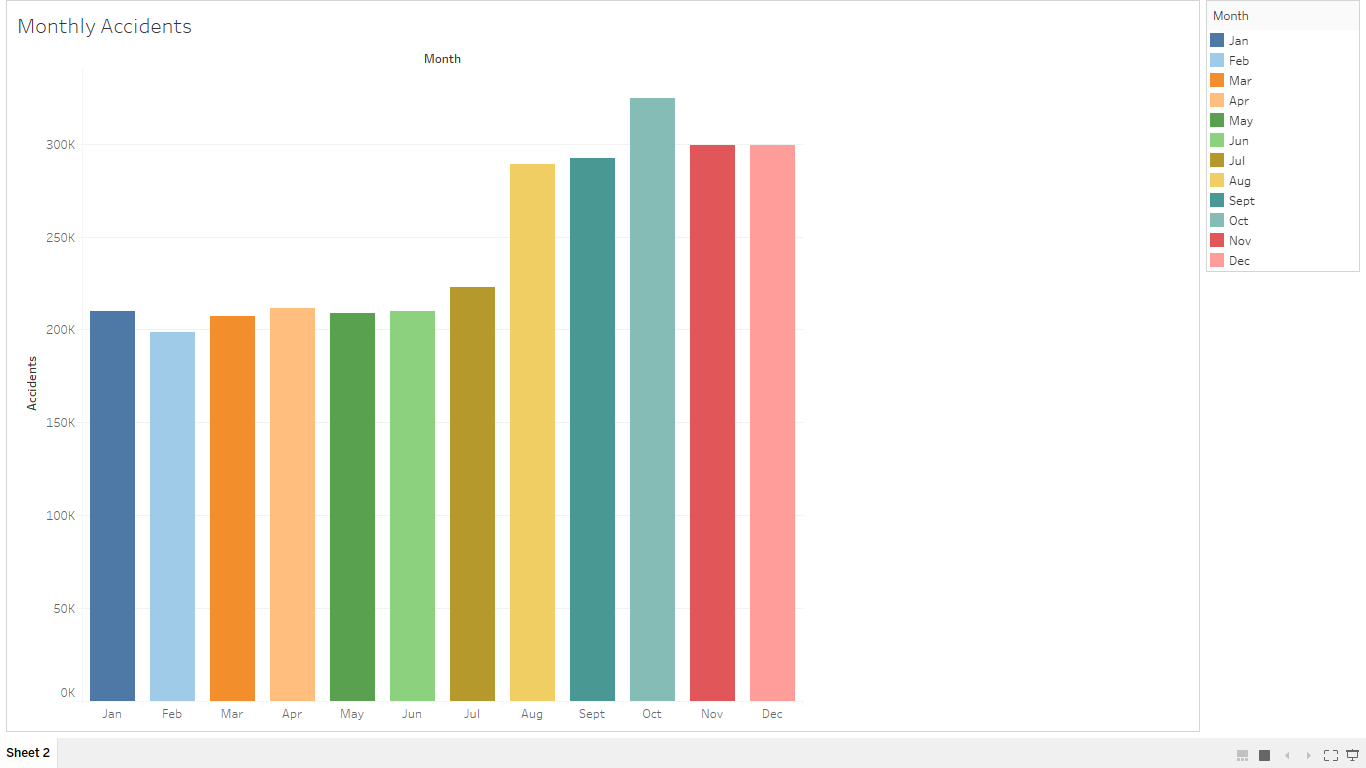 Monthly Accidents
Month
300K
250K
200K
150K
100K
50K
0K
Accidents
Jan Feb Mar Apr May Jun Jul Aug Sept Oct Nov Dec
Month
Jan
Feb
Mar
Apr
May
Jun
Jul
Aug
Sept
Oct
Nov
Dec
Sheet 2